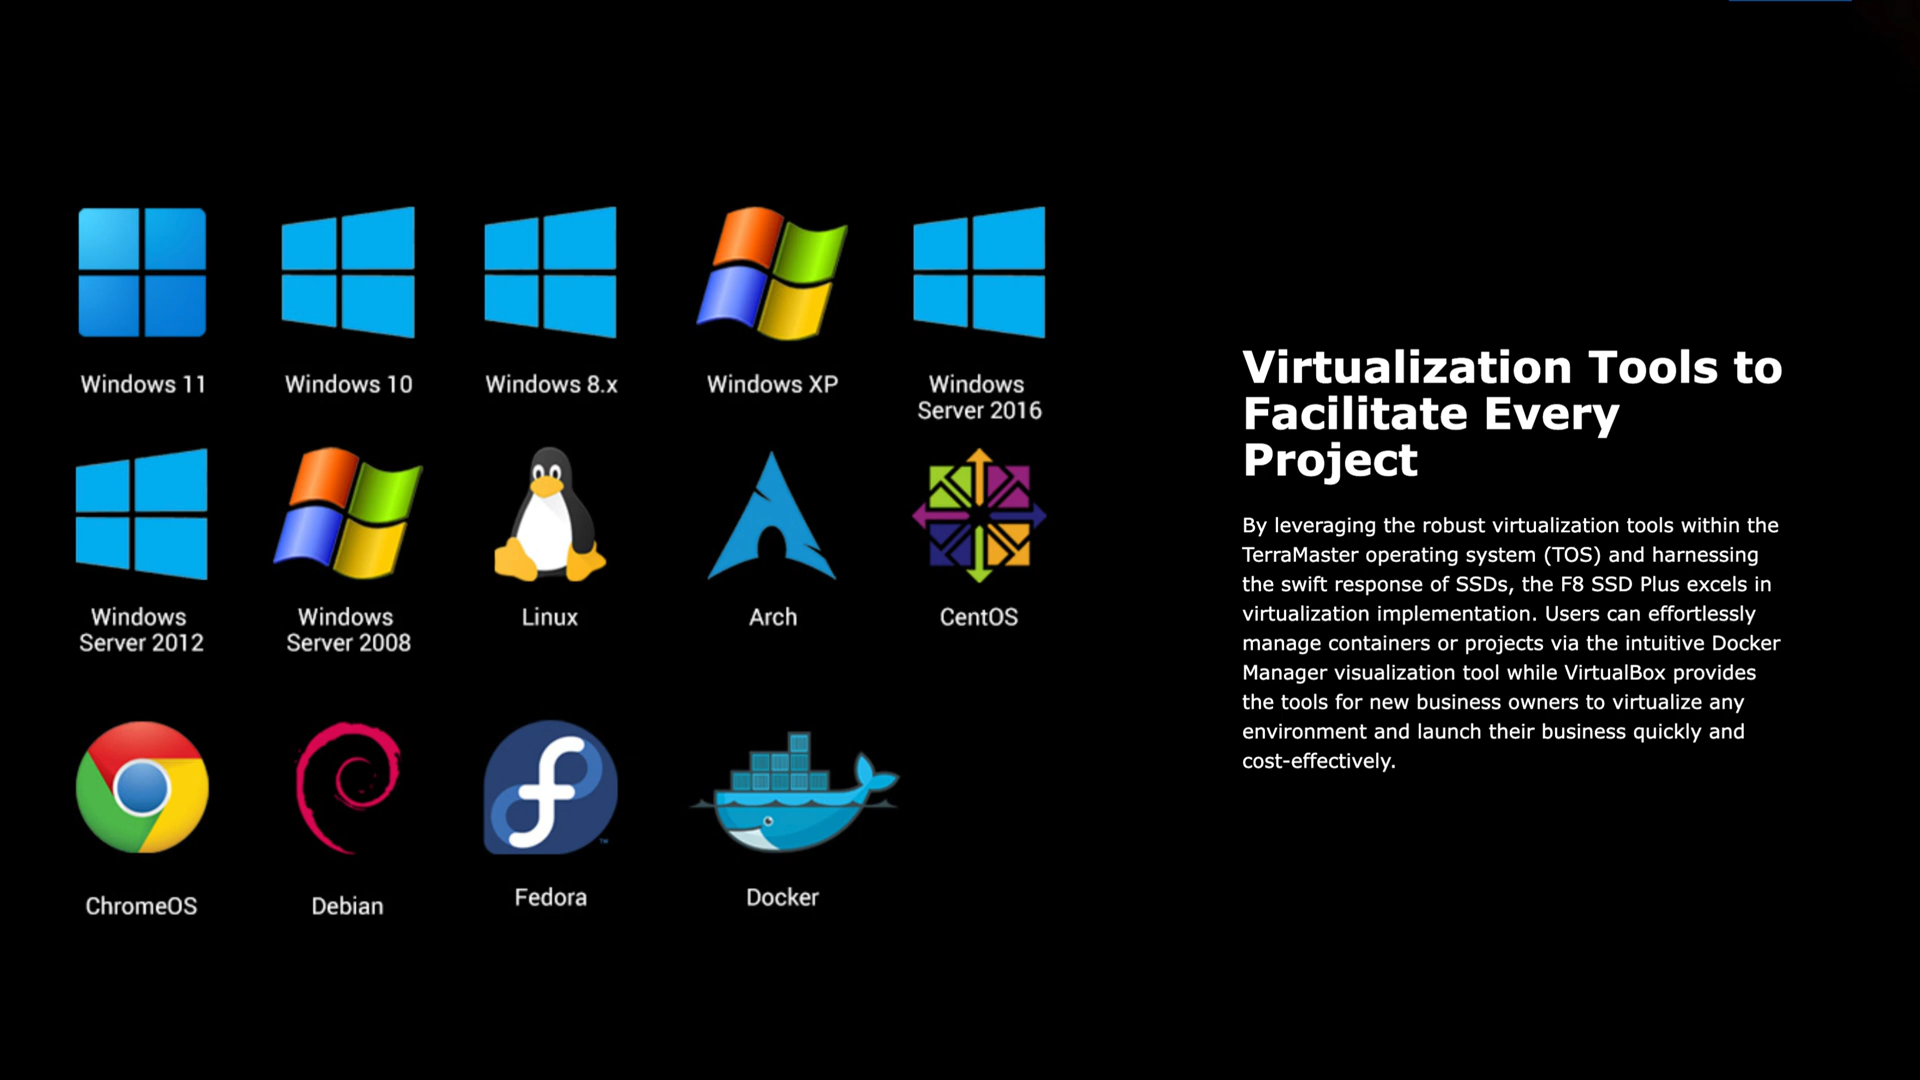 Windows 11
Windows 10
Windows 8.x
Windows XP
Windows
Server 2016
Windows
Server 2012
Windows
Server 2008
Linux
Arch
CentOS
ChromeOS
Debian
™
Fedora
Docker
Virtualization Tools to
Facilitate Every
Project
By leveraging the robust virtualization tools within the
TerraMaster operating system (TOS) and harnessing
the swift response of SSDs, the F8 SSD Plus excels in
virtualization implementation. Users can effortlessly
manage containers or projects via the intuitive Docker
Manager visualization tool while VirtualBox provides
the tools for new business owners to virtualize any
environment and launch their business quickly and
cost-effectively.